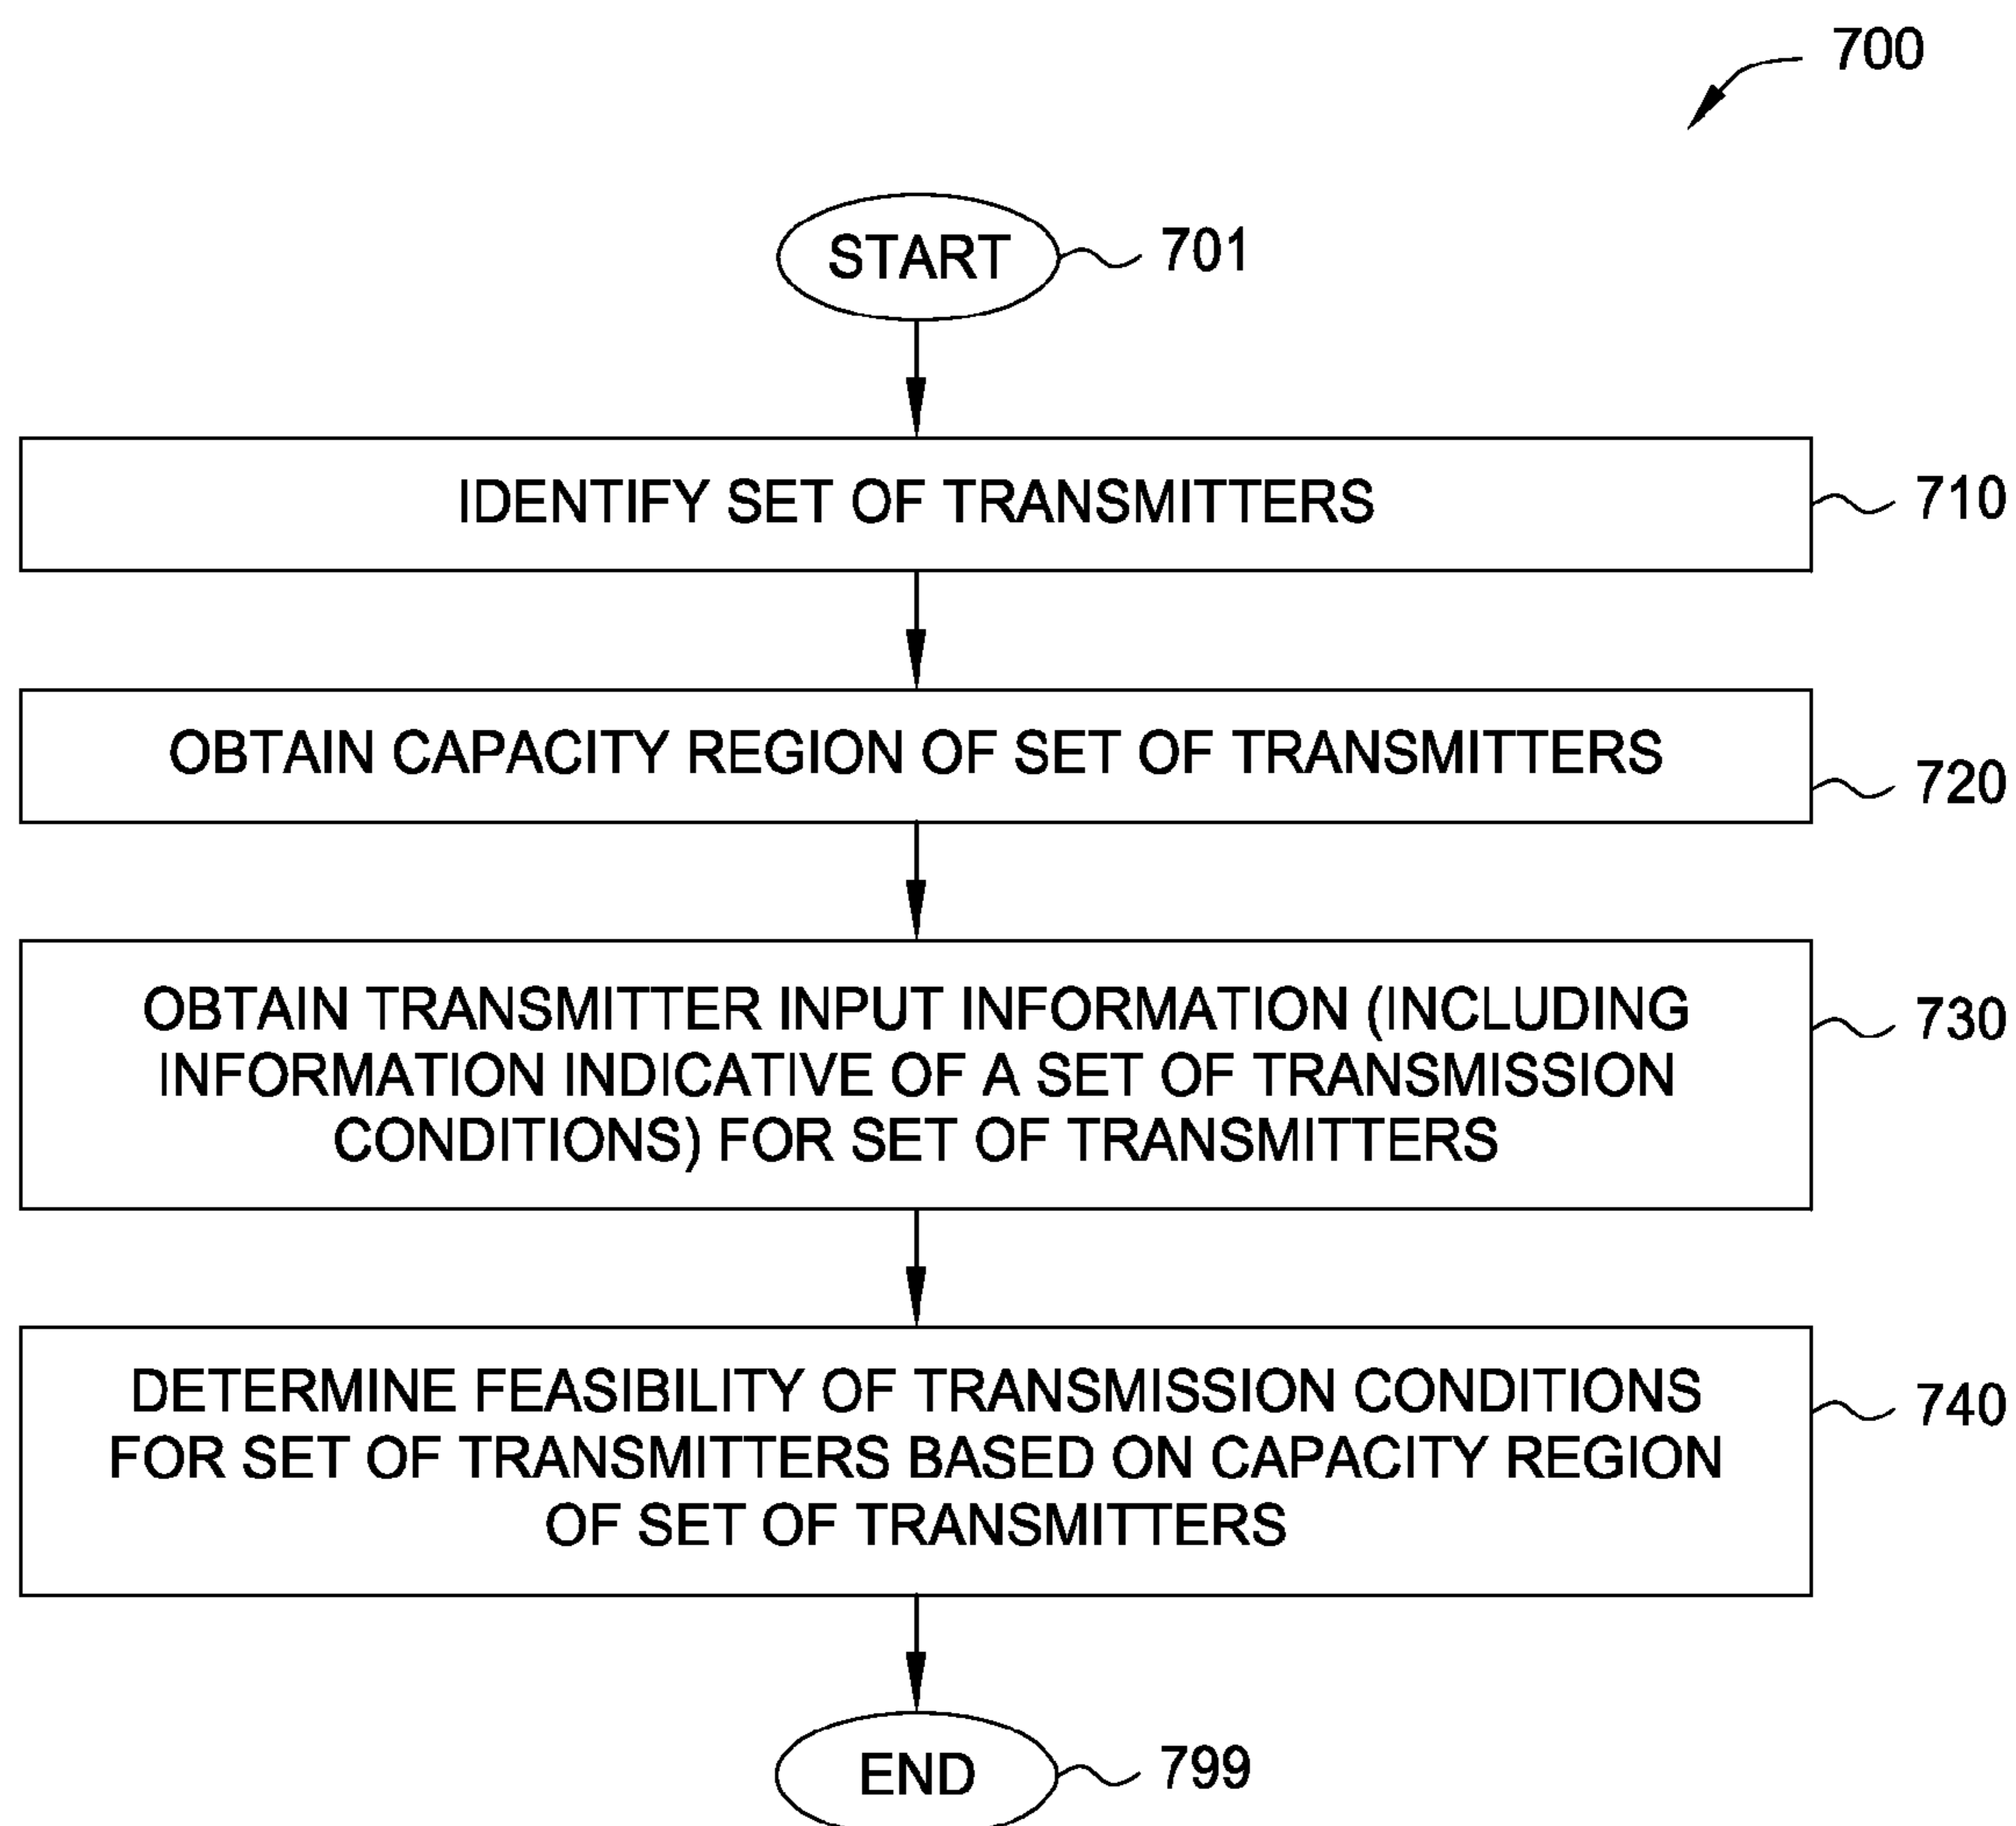 700
START
701
IDENTIFY SET OF TRANSMITTERS
710
OBTAIN CAPACITY REGION OF SET OF TRANSMITTERS
720
OBTAIN TRANSMITTER INPUT INFORMATION (INCLUDING
INFORMATION INDICATIVE OF A SET OF TRANSMISSION
CONDITIONS) FOR SET OF TRANSMITTERS
730
DETERMINE FEASIBILITY OF TRANSMISSION CONDITIONS
FOR SET OF TRANSMITTERS BASED ON CAPACITY REGION
OF SET OF TRANSMITTERS
740
END
799